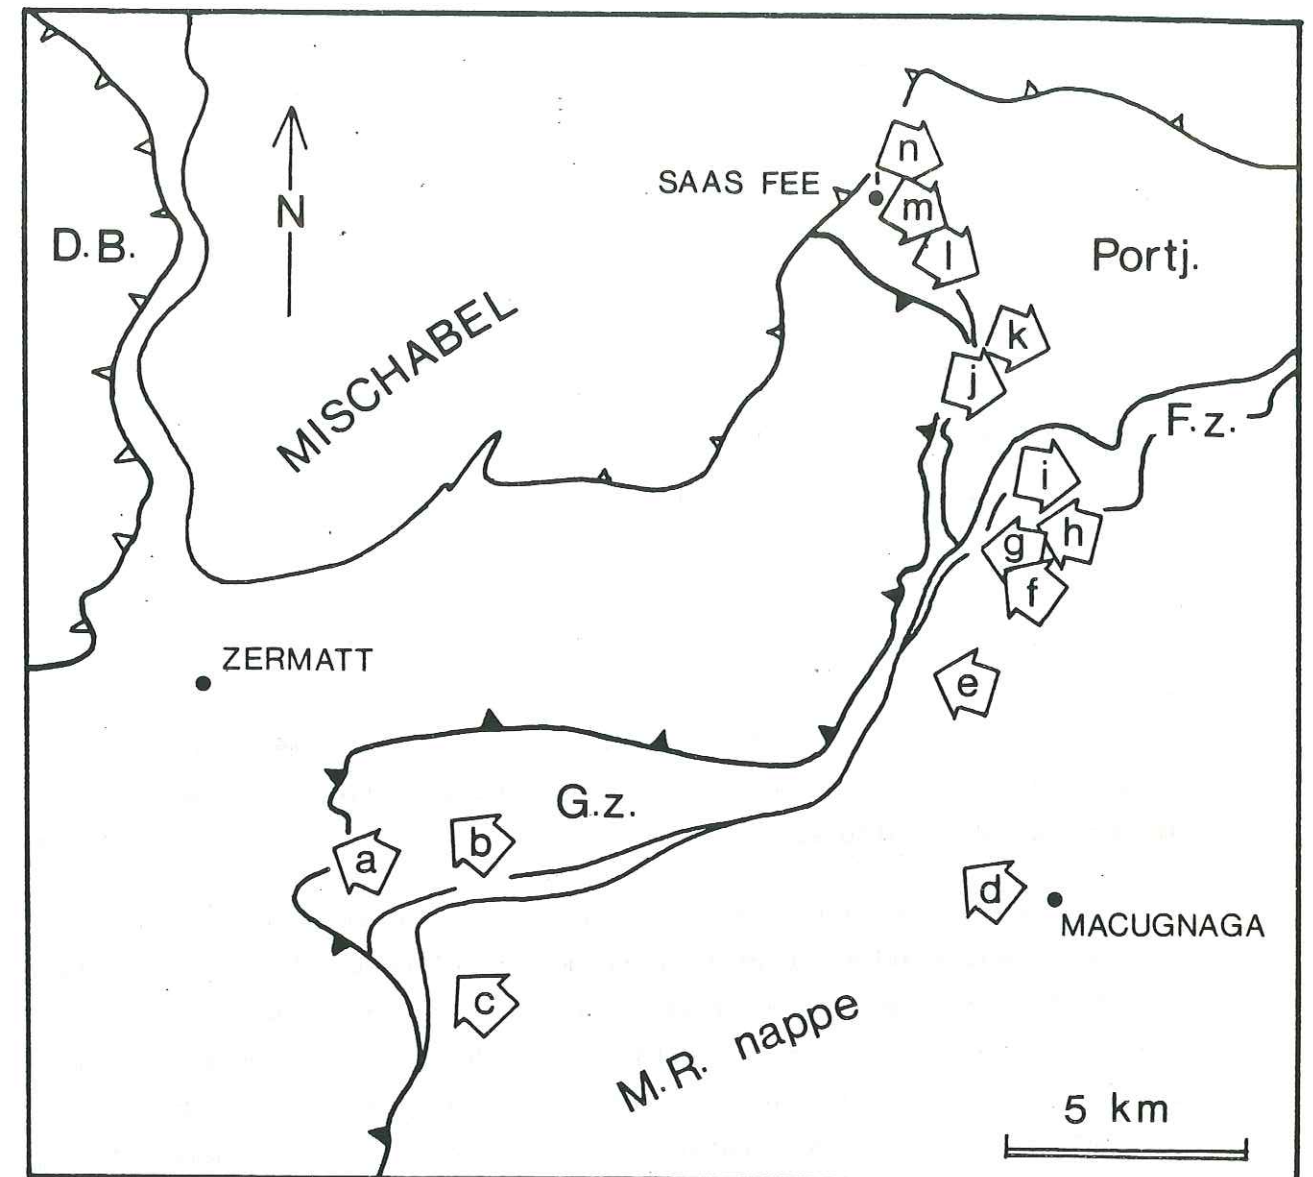 n
SAAS FEE
m
N
D.B.
l
Portj.
k
MISCHABEL
j
F.z.
i
h
g
f
ZERMATT
e
G.z.
b
a
d
MACUGNAGA
c
M.R. nappe
5 km